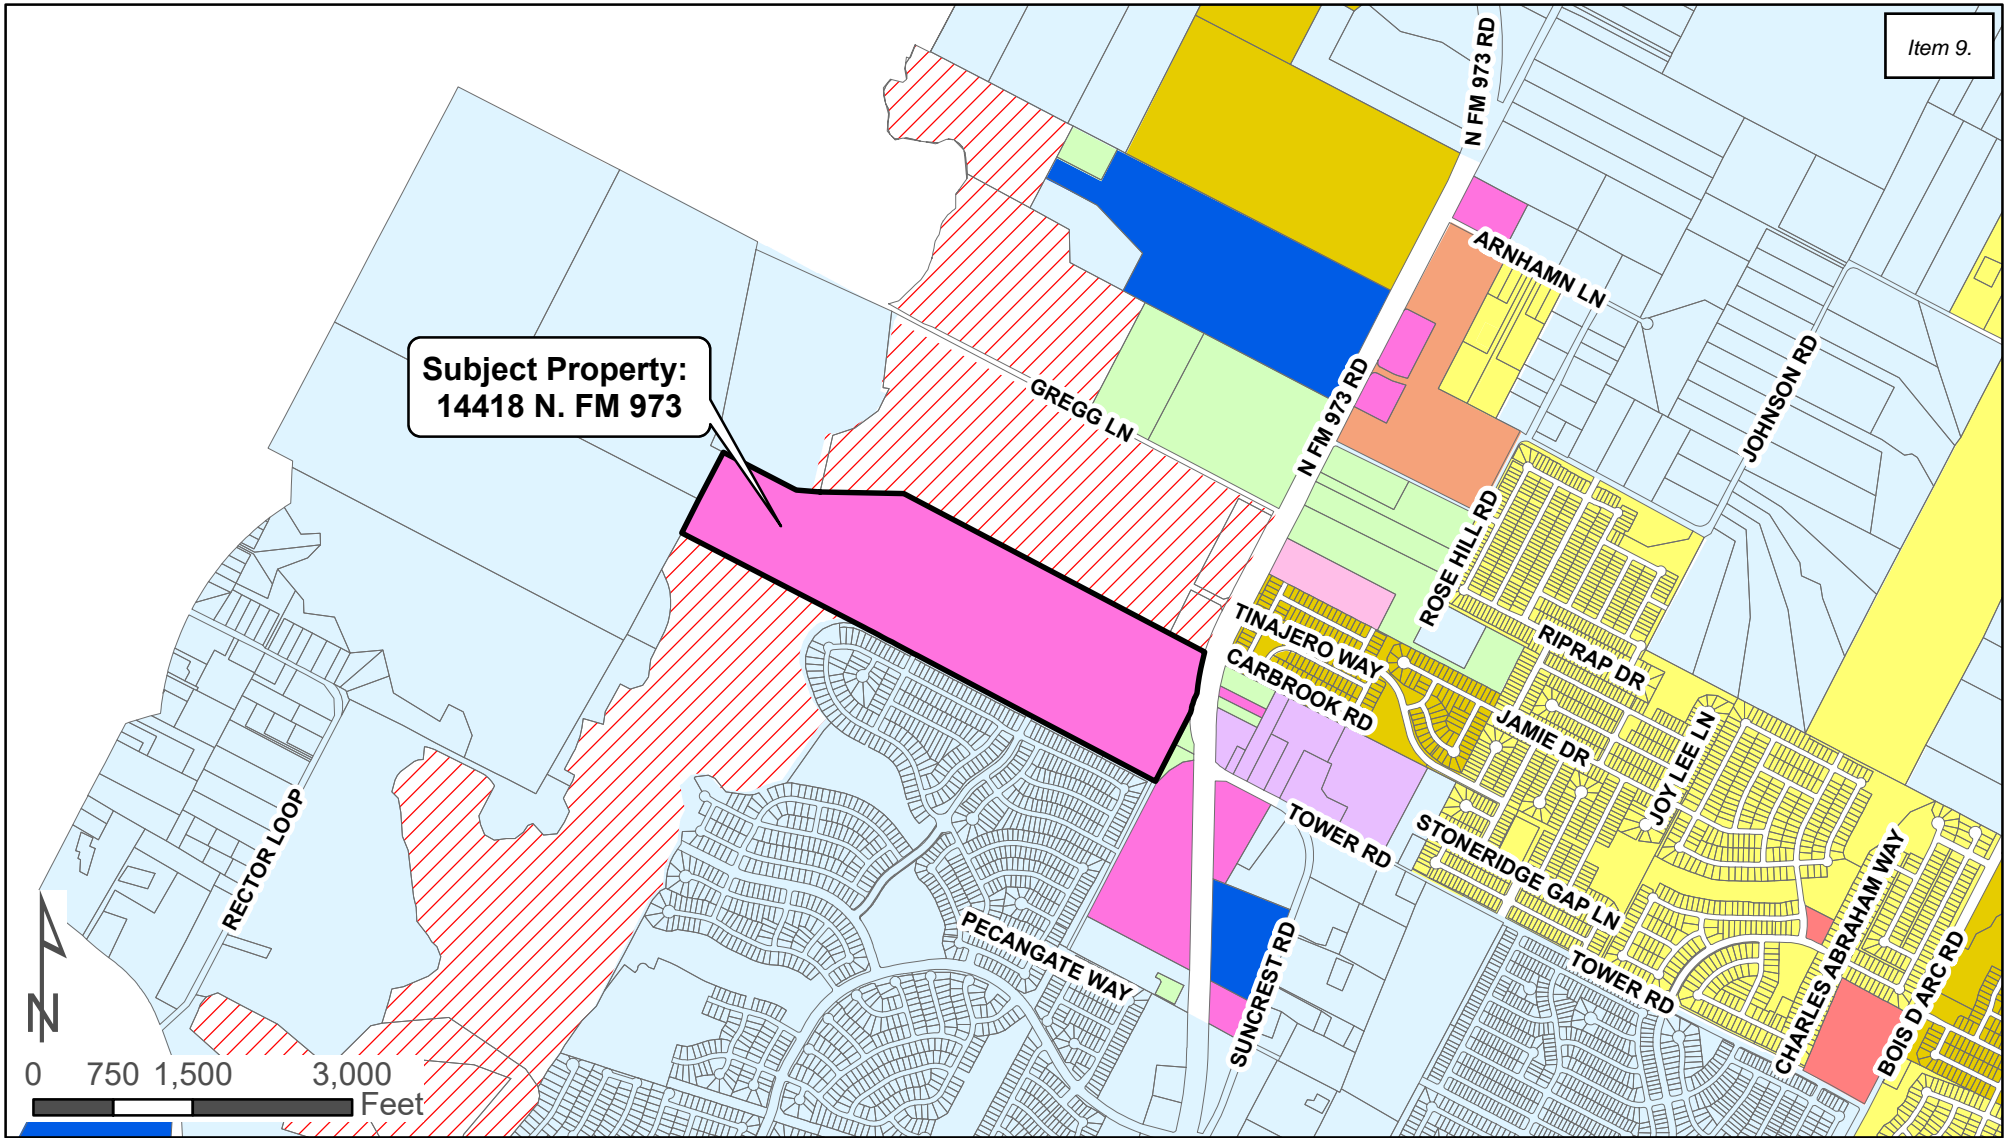 Item 9.
N FM 973 RD
ARNHAMN LN
JOHNSON RD
Subject Property:
14418 N. FM 973
GREGG LN
N FM 973 RD
ROSE HILL RD
TINAJERO WAY
RIPRAP DR
CARBROOK RD
JAMIE DR
JOY LEE LN
TOWER RD
STONERIDGE GAP LN
RECTOR LOOP
PECANGATE WAY
SUNCREST RD
TOWER RD
CHARLES ABRAHAM WAY
BOIS D ARC RD
N
0 750 1,500 3,000
Feet